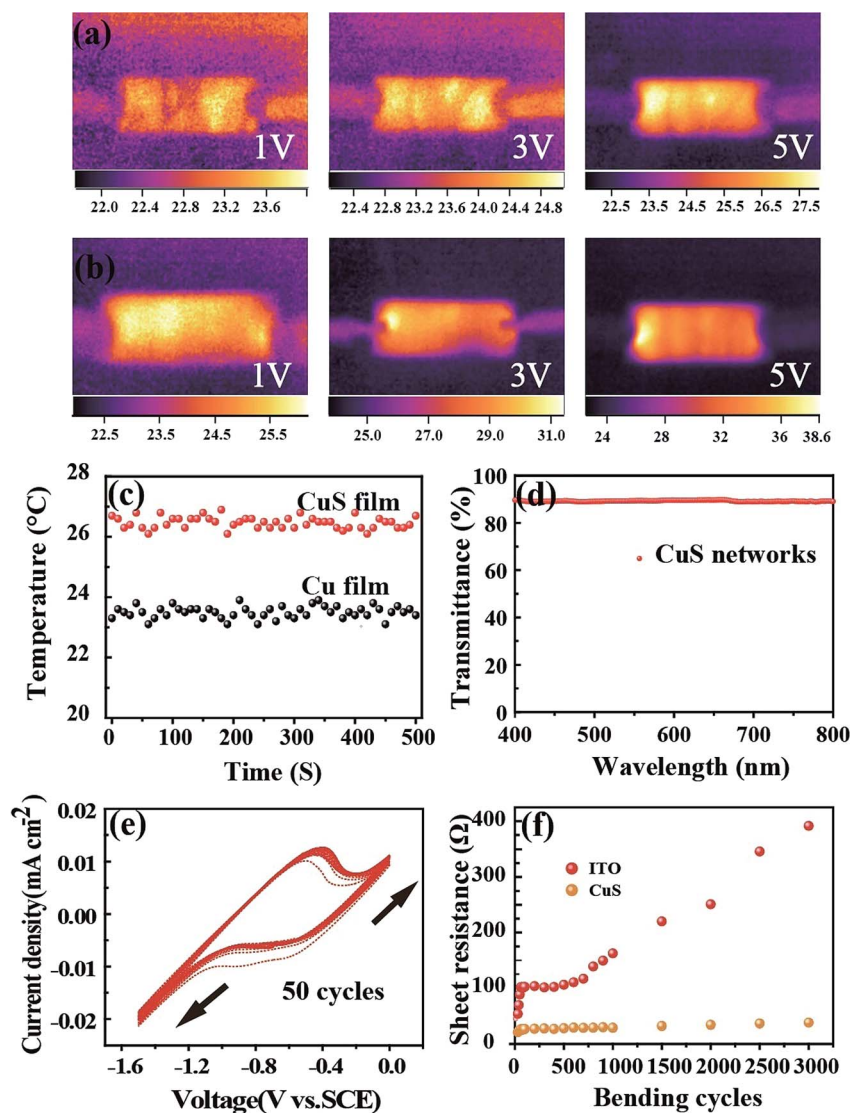 (a)
1V
3V
5V
22.0 22.4 22.8 23.2 23.6
22.4 22.8 23.2 23.6 24.0 24.4 24.8
22.5 23.5 24.5 25.5 26.5 27.5
(b)
1V
3V
5V
22.5 23.5 24.5 25.5
25.0 27.0 29.0 31.0
24 28 32 36 38.6
(c)
CuS film
Cu film
Temperature (°C)
28
26
24
22
20
0 100 200 300 400 500
Time (S)
(d)
CuS networks
Transmittance (%)
100
80
60
40
20
0
400 500 600 700 800
Wavelength (nm)
(e)
50 cycles
Current density(mA cm-2)
0.02
0.01
0.00
-0.01
-0.02
-1.6 -1.2 -0.8 -0.4 0.0
Voltage(V vs.SCE)
(f)
ITO
CuS
Sheet resistance (Ω)
400
300
200
100
0
0 500 1000 1500 2000 2500 3000
Bending cycles